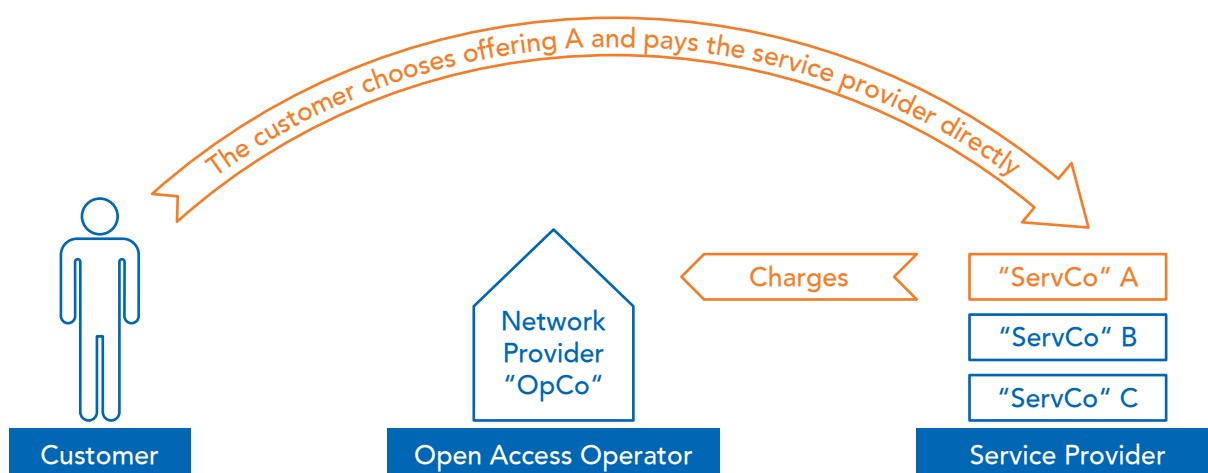 The customer chooses offering A and pays the service provider directly
Charges
Network
Provider
“OpCo“
“ServCo“ A
“ServCo“ B
“ServCo“ C
Customer
Open Access Operator
Service Provider